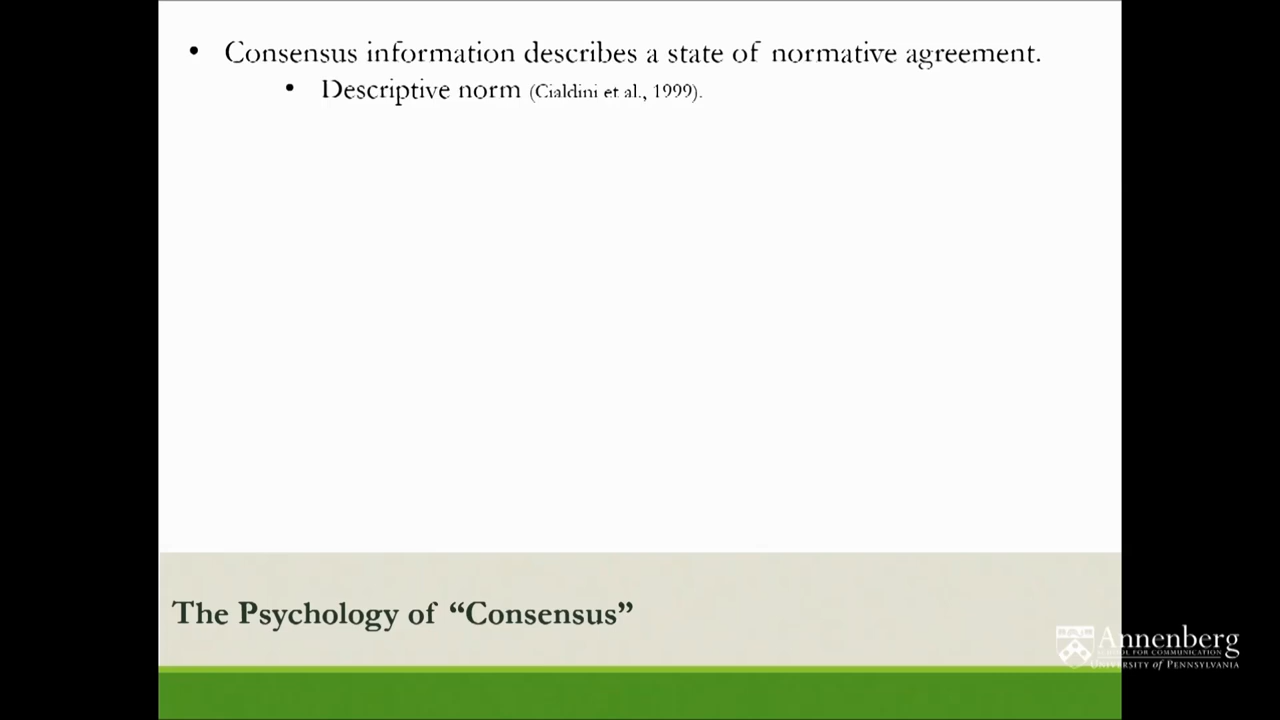 • Consensus information describes a state of normative agreement.
• Descriptive norm (Cialdini et al., 1999).
The Psychology of “Consensus”
Annenberg
SCHOOL FOR COMMUNICATION
UNIVERSITY of PENNSYLVANIA